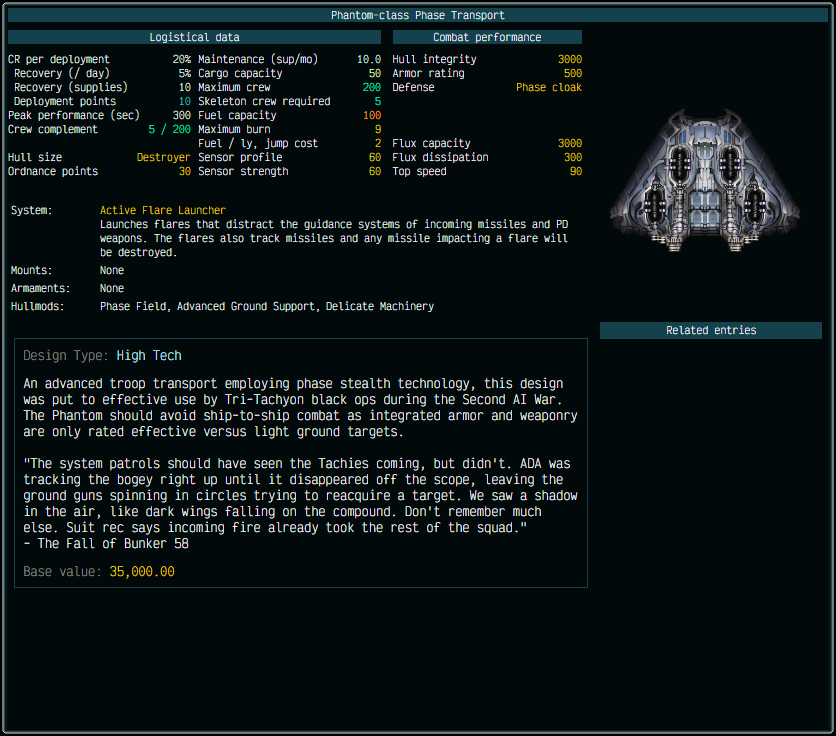 Phantom-class Phase Transport
Logistical data
Combat performance
CR per deployment 20% Maintenance (sup/mo) 10.0 Hull integrity 3000
Recovery (/ day) 5% Cargo capacity 50 Armor rating 500
Recovery (supplies) 10 Maximum crew 200 Defense Phase cloak
Deployment points 10 Skeleton crew required 5
Peak performance (sec) 300 Fuel capacity 100
Crew complement 5 / 200 Maximum burn 9
Fuel / ly, jump cost 2 Flux capacity 3000
Hull size Destroyer Sensor profile 60 Flux dissipation 300
Ordnance points 30 Sensor strength 60 Top speed 90
System: Active Flare Launcher
Launches flares that distract the guidance systems of incoming missiles and PD
weapons. The flares also track missiles and any missile impacting a flare will
be destroyed.
Mounts: None
Armaments: None
Hullmods: Phase Field, Advanced Ground Support, Delicate Machinery
Related entries
Design Type: High Tech
An advanced troop transport employing phase stealth technology, this design
was put to effective use by Tri-Tachyon black ops during the Second AI War.
The Phantom should avoid ship-to-ship combat as integrated armor and weaponry
are only rated effective versus light ground targets.
"The system patrols should have seen the Tachies coming, but didn't. ADA was
tracking the bogey right up until it disappeared off the scope, leaving the
ground guns spinning in circles trying to reacquire a target. We saw a shadow
in the air, like dark wings falling on the compound. Don't remember much
else. Suit rec says incoming fire already took the rest of the squad."
- The Fall of Bunker 58
Base value: 35,000.00